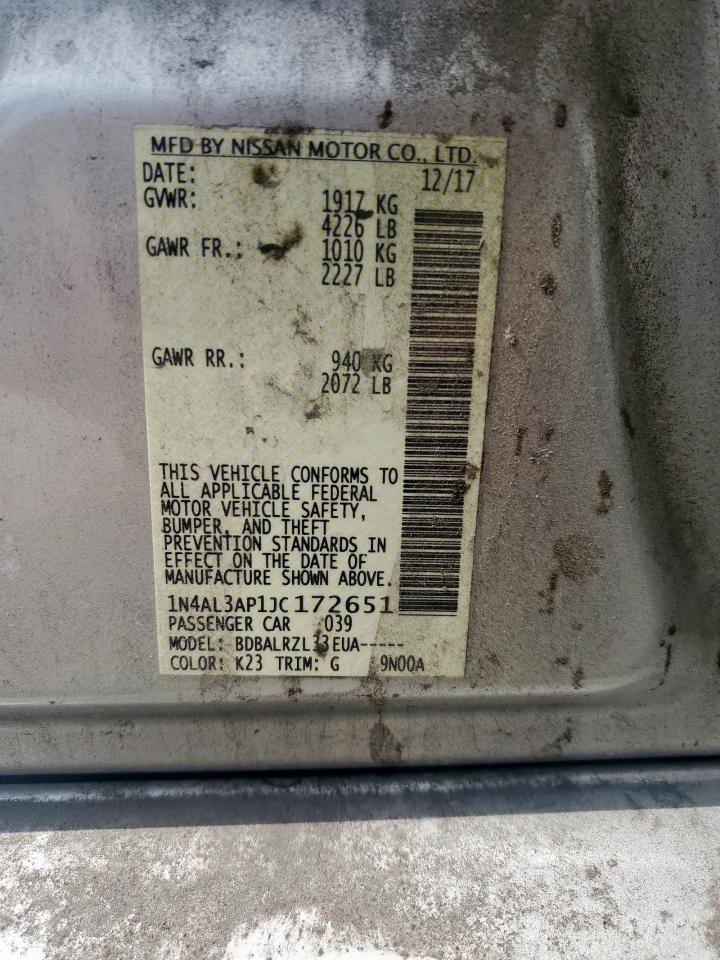 MFD BY NISSAN MOTOR CO., LTD.
DATE: 12/17
GVWR: 1917 KG
4226 LB
GAWR FR.: 1010 KG
2227 LB
GAWR RR.: 940 KG
2072 LB
THIS VEHICLE CONFORMS TO
ALL APPLICABLE FEDERAL
MOTOR VEHICLE SAFETY,
BUMPER, AND THEFT
PREVENTION STANDARDS IN
EFFECT ON THE DATE OF
MANUFACTURE SHOWN ABOVE.
1N4AL3AP1JC172651
PASSENGER CAR 039
MODEL: BDBALRZL33EUA-----
COLOR: K23 TRIM: G 9N00A